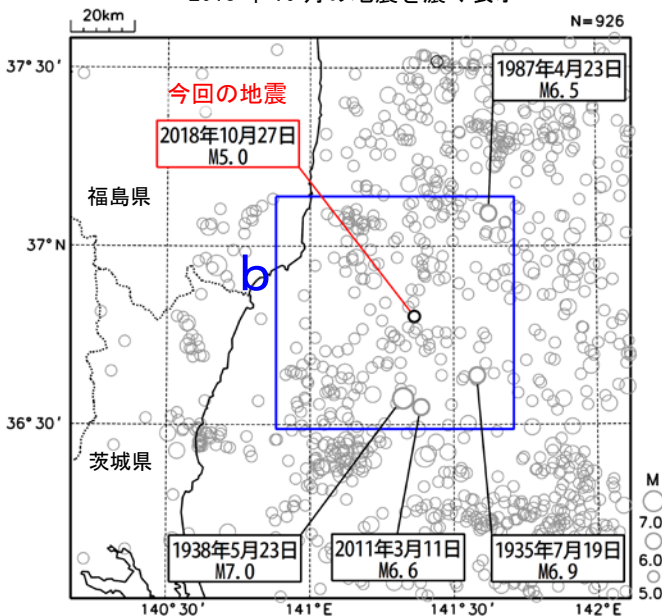 20km
N=926
37°30′
1987年4月23日
M6.5
今回の地震
2018年10月27日
M5.0
福島県
37°N
b
36°30′
茨城県
M
7.0
6.0
5.0
1938年5月23日
M7.0
2011年3月11日
M6.6
1935年7月19日
M6.9
140°30′
141°E
141°30′
142°E